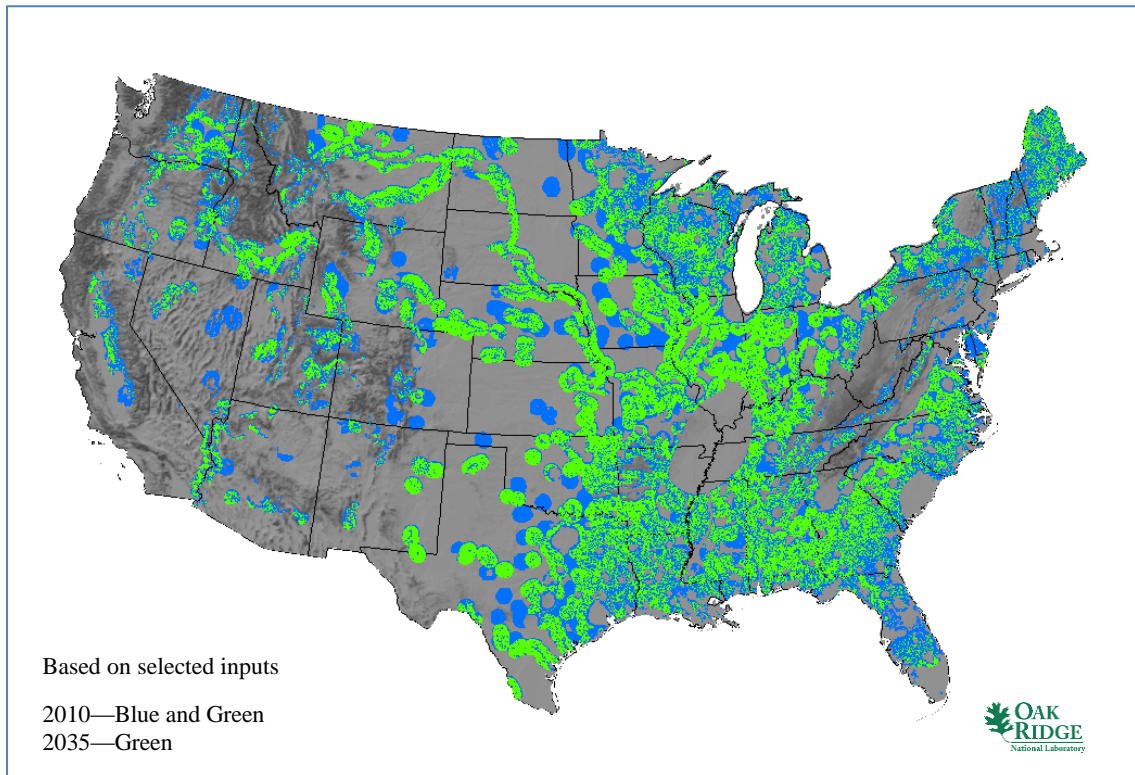 Based on selected inputs
2010—Blue and Green
2035—Green
OAK
RIDGE
National Laboratory